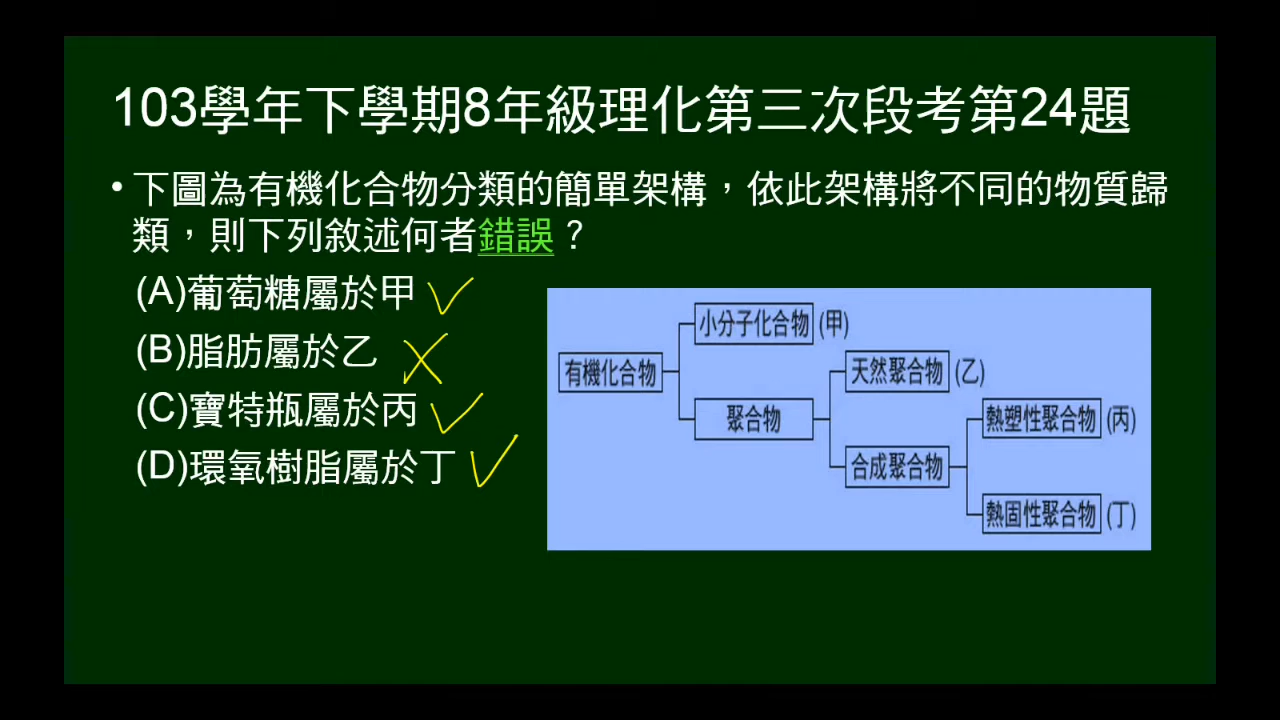 103學年下學期8年級理化第三次段考第24題
•下圖為有機化合物分類的簡單架構，依此架構將不同的物質歸
類，則下列敘述何者錯誤？
(A)葡萄糖屬於甲
(B)脂肪屬於乙
(C)寶特瓶屬於丙
(D)環氧樹脂屬於丁
小分子化合物 (甲)
有機化合物
天然聚合物 (乙)
聚合物
熱塑性聚合物 (丙)
合成聚合物
熱固性聚合物 (丁)